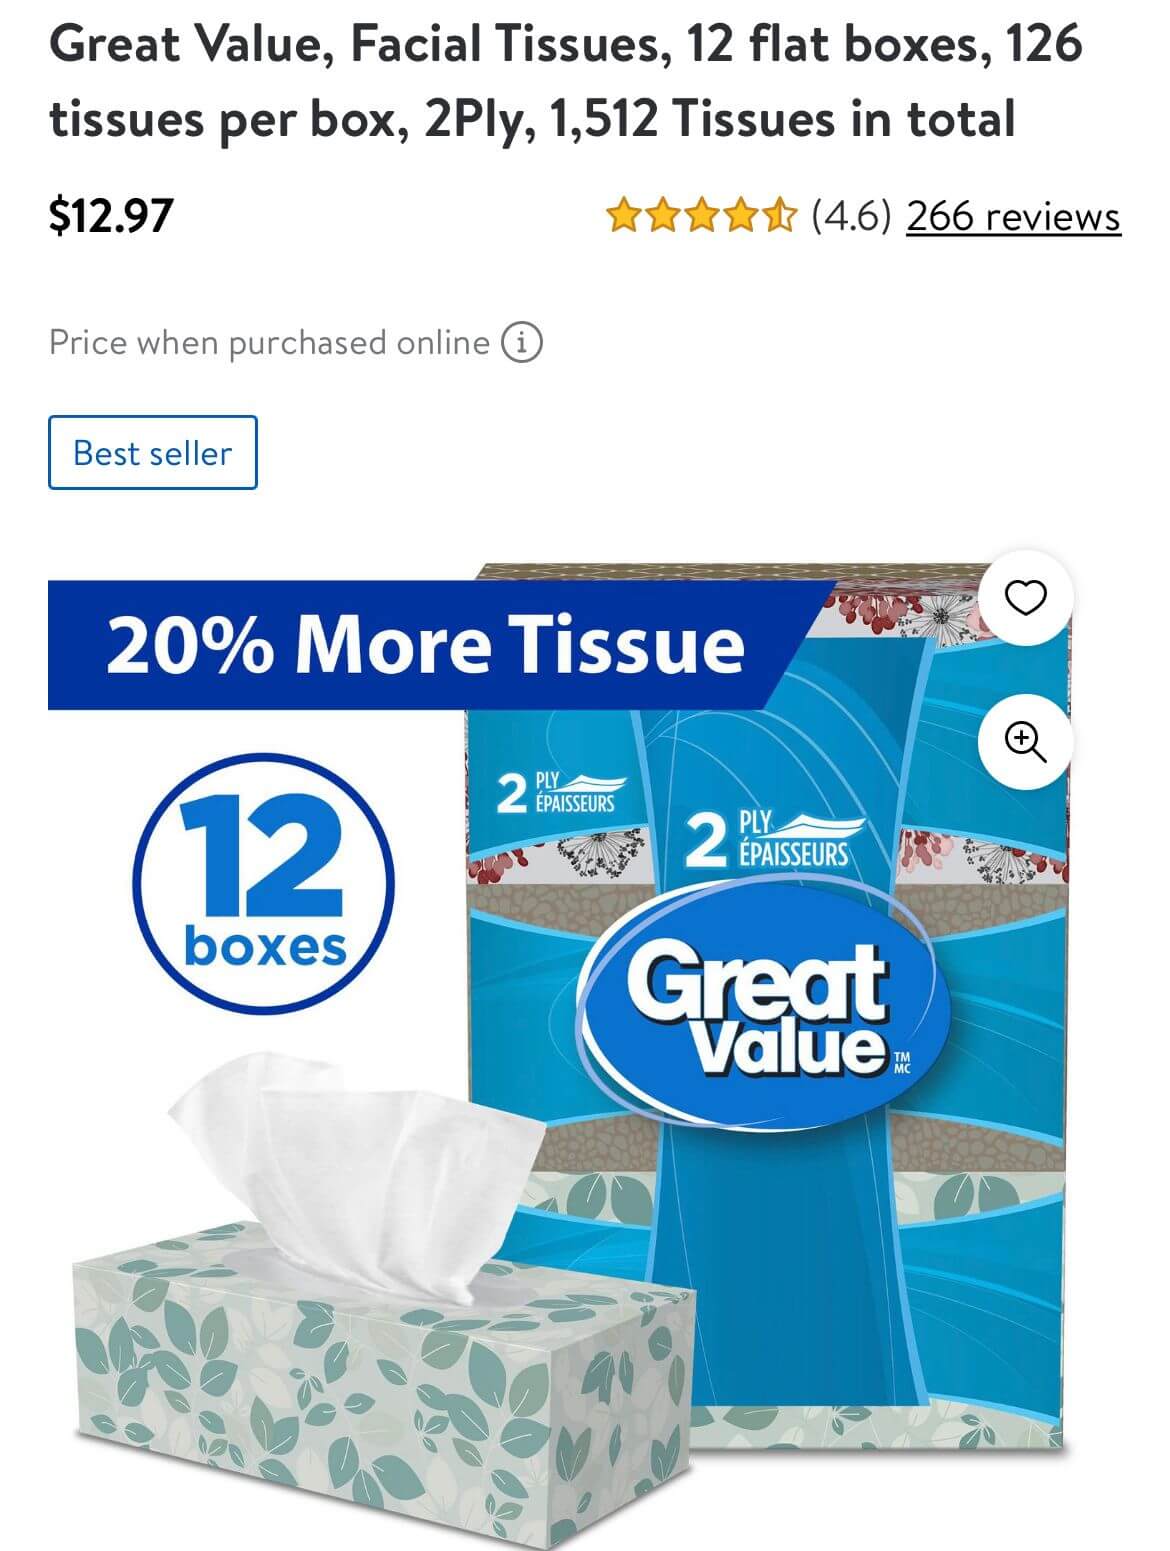 Great Value, Facial Tissues, 12 flat boxes, 126
tissues per box, 2Ply, 1,512 Tissues in total
$12.97
(4.6) 266 reviews
Price when purchased online
Best seller
20% More Tissue
12
boxes
2 PLY
ÉPAISSEURS
2 PLY
ÉPAISSEURS
Great
Value
TM
MC